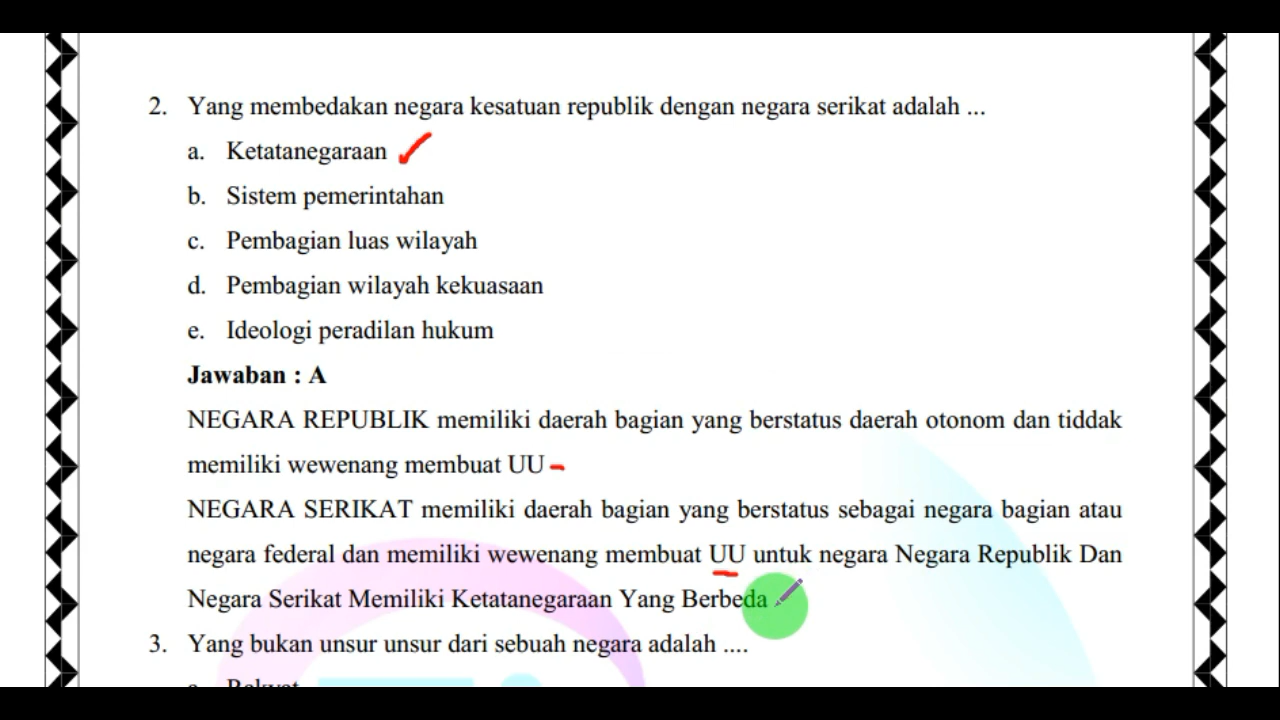 2. Yang membedakan negara kesatuan republik dengan negara serikat adalah ...
a. Ketatanegaraan
b. Sistem pemerintahan
c. Pembagian luas wilayah
d. Pembagian wilayah kekuasaan
e. Ideologi peradilan hukum
Jawaban : A
NEGARA REPUBLIK memiliki daerah bagian yang berstatus daerah otonom dan tiddak
memiliki wewenang membuat UU
NEGARA SERIKAT memiliki daerah bagian yang berstatus sebagai negara bagian atau
negara federal dan memiliki wewenang membuat UU untuk negara Negara Republik Dan
Negara Serikat Memiliki Ketatanegaraan Yang Berbeda
3. Yang bukan unsur unsur dari sebuah negara adalah ....
a. Rakyat